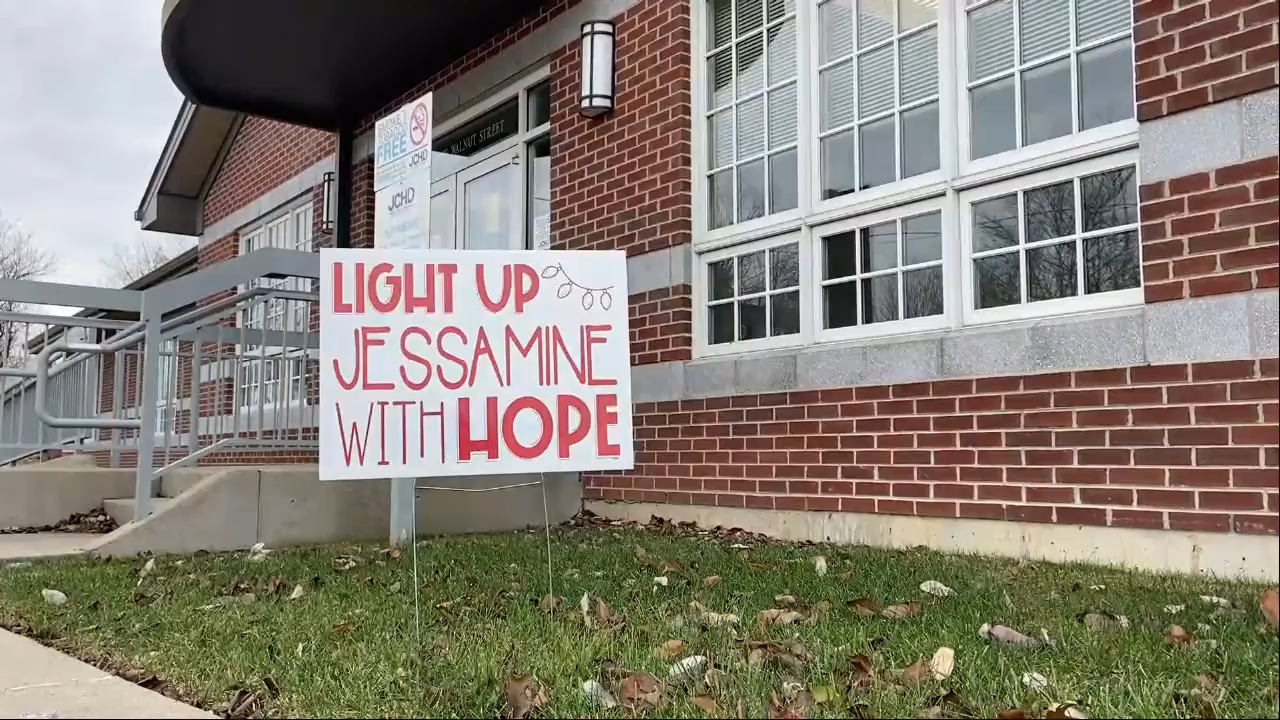 WALNUT STREET
FREE
JCHD
JCHD
LIGHT UP
JESSAMINE
WITH HOPE